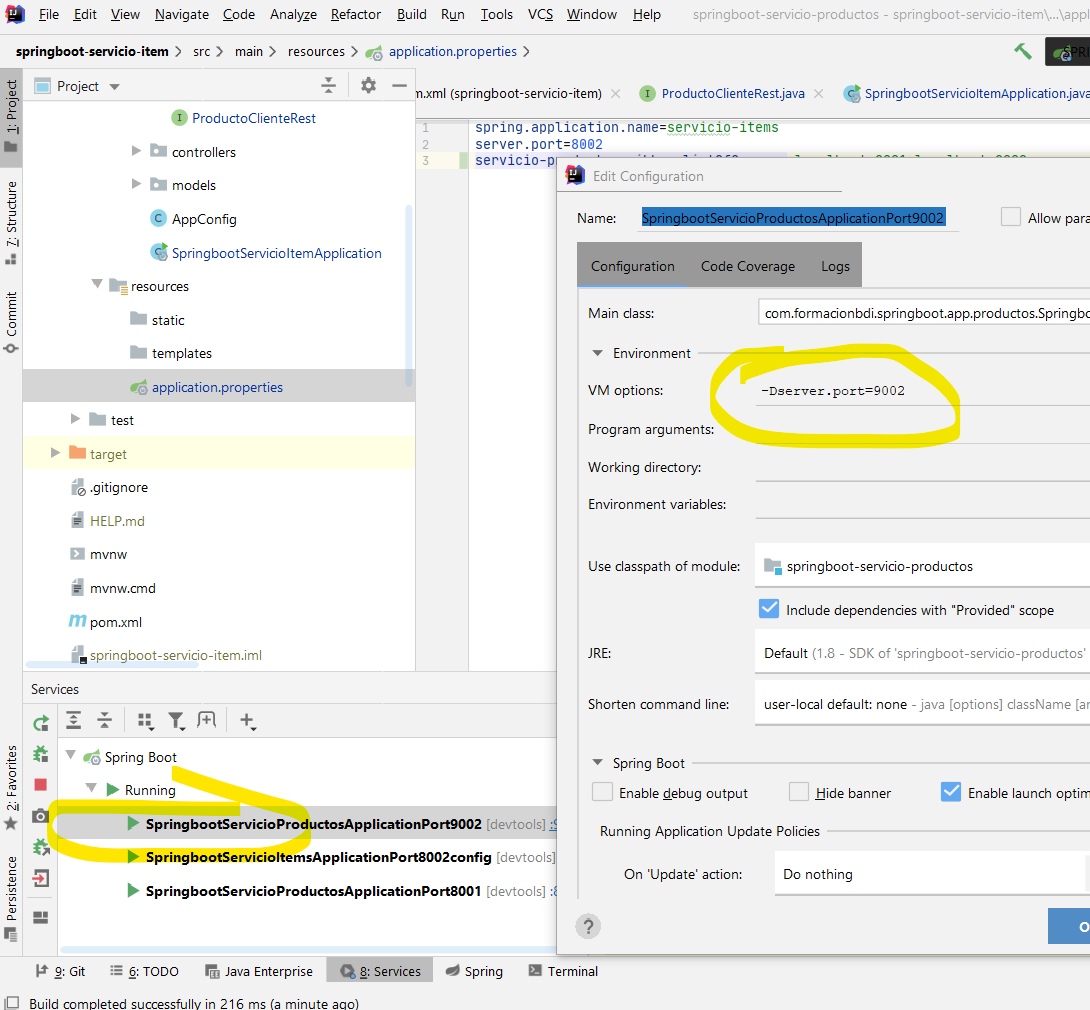 File Edit View Navigate Code Analyze Refactor Build Run Tools VCS Window Help springboot-servicio-productos - springboot-servicio-item\...\appl
springboot-servicio-item src main resources application.properties
1: Project
7: Structure
Commit
2: Favorites
Persistence
Project
ProductoClienteRest
controllers
models
AppConfig
SpringbootServicioItemApplication
resources
static
templates
application.properties
test
target
.gitignore
HELP.md
mvnw
mvnw.cmd
pom.xml
springboot-servicio-item.iml
m.xml (springboot-servicio-item) ProductoClienteRest.java SpringbootServicioItemApplication.java
1 spring.application.name=servicio-items
2 server.port=8002
3 servicio-
Edit Configuration
Name: SpringbootServicioProductosApplicationPort9002 Allow para
Configuration Code Coverage Logs
Main class: com.formacionbdi.springboot.app.productos.Springbo
Environment
VM options: -Dserver.port=9002
Program arguments:
Working directory:
Environment variables:
Use classpath of module: springboot-servicio-productos
Include dependencies with "Provided" scope
JRE: Default (1.8 - SDK of 'springboot-servicio-productos'
Shorten command line: user-local default: none - java [options] className [ar
Spring Boot
Enable debug output Hide banner Enable launch optim
Running Application Update Policies
On 'Update' action: Do nothing
? O
Services
Spring Boot
Running
SpringbootServicioProductosApplicationPort9002 [devtools] :9
SpringbootServicioItemsApplicationPort8002config [devtools]
SpringbootServicioProductosApplicationPort8001 [devtools] :8
9: Git 6: TODO Java Enterprise 8: Services Spring Terminal
Build completed successfully in 216 ms (a minute ago)